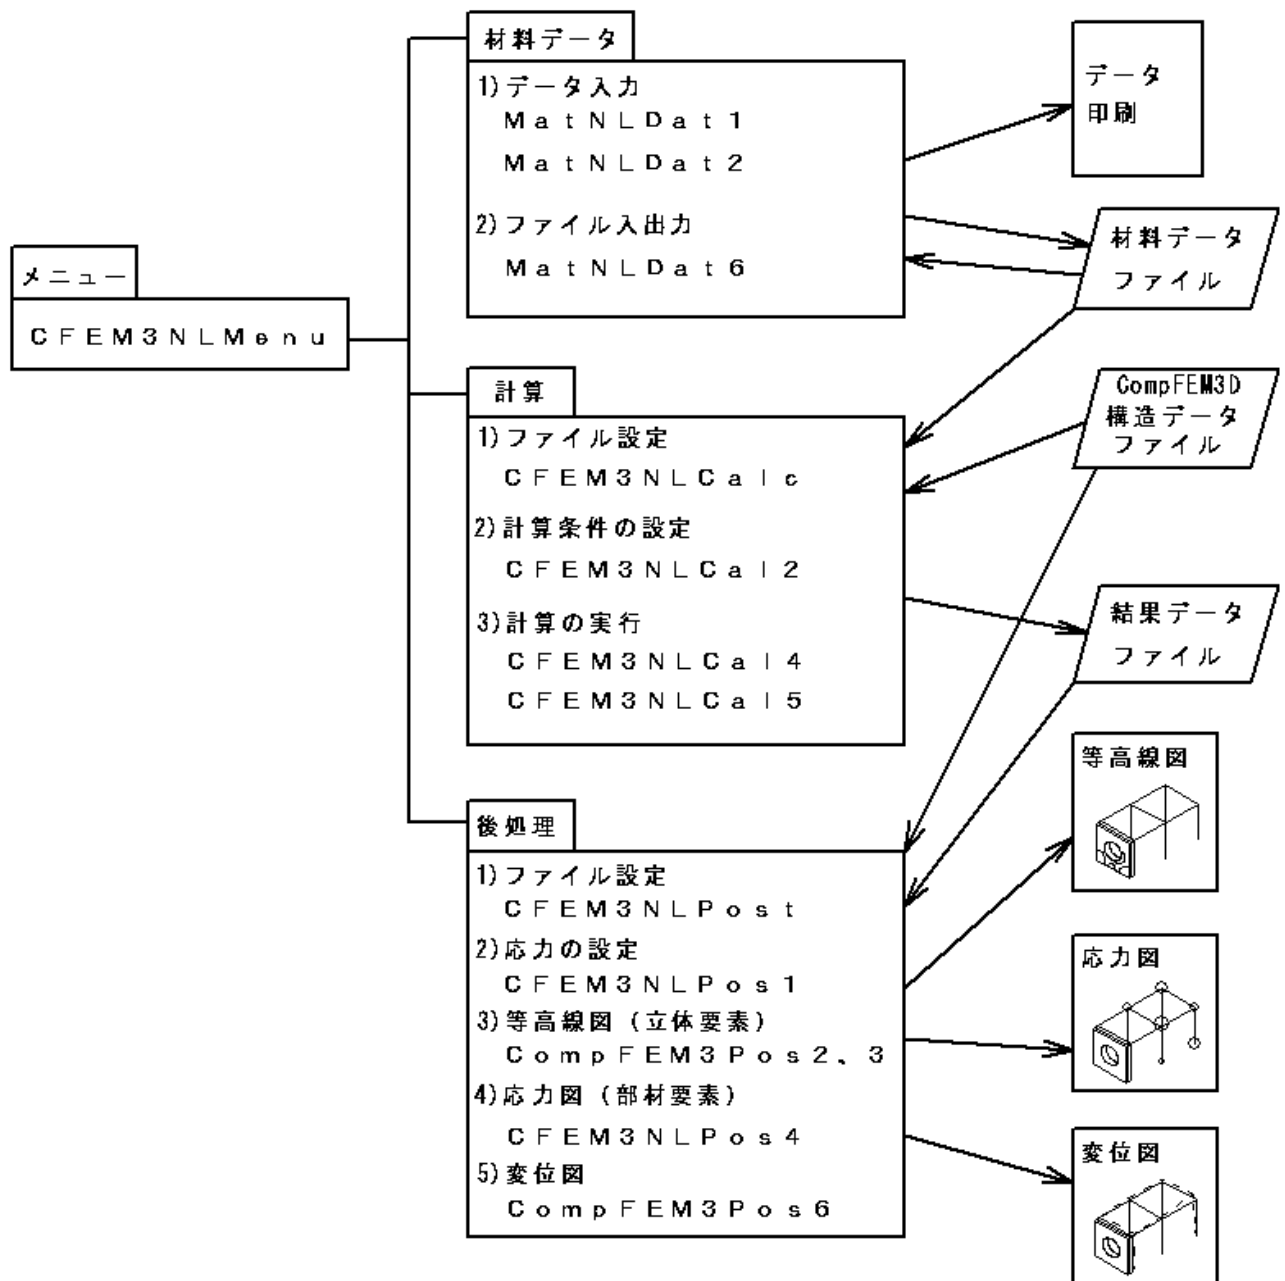 メニュー
CFEM3NLMenu
材料データ
1)データ入力
MatNLDat1
MatNLDat2
2)ファイル入出力
MatNLDat6
計算
1)ファイル設定
CFEM3NLCalc
2)計算条件の設定
CFEM3NLCal2
3)計算の実行
CFEM3NLCal4
CFEM3NLCal5
後処理
1)ファイル設定
CFEM3NLPost
2)応力の設定
CFEM3NLPos1
3)等高線図(立体要素)
CompFEM3Pos2、3
4)応力図(部材要素)
CFEM3NLPos4
5)変位図
CompFEM3Pos6
データ
印刷
材料データ
ファイル
CompFEM3D
構造データ
ファイル
結果データ
ファイル
等高線図
応力図
変位図